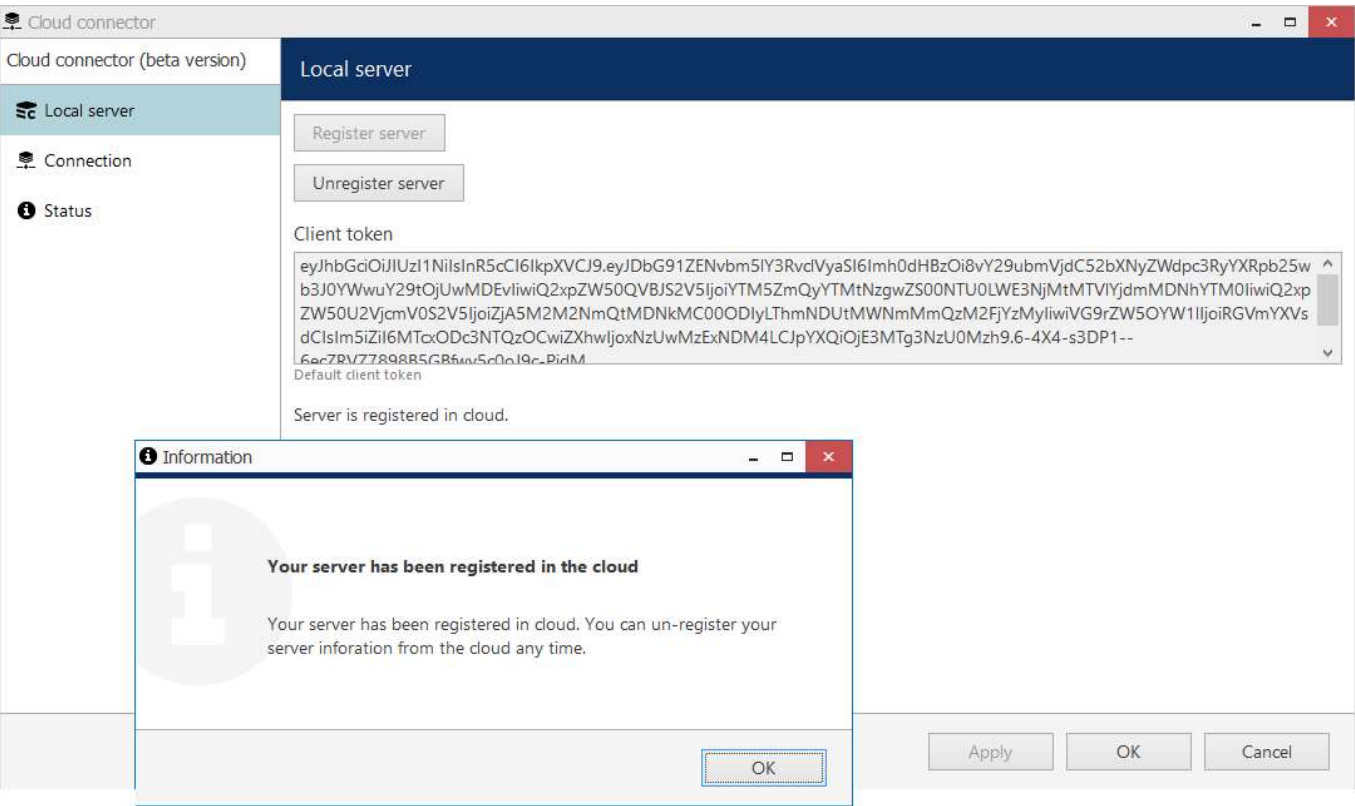 Cloud connector
Cloud connector (beta version)
Local server
Connection
Status
Local server
Register server
Unregister server
Client token
eyJhbGciOiJIUzI1NiIsInR5cCI6IkpXVCJ9.eyJDbG91ZENvbm5lY3RvclVyaSI6Imh0dHBzOi8vY29ubmVjdC52bXNyZWdpc3RyYXRpb25w
b3J0YWwuY29tOjUwMDEvIiwiQ2xpZW50QVBJS2V5IjoiYTM5ZmQyYTMtNzgwZS00NTU0LWE3NjMtMTVlYjdmMDNhYTM0IiwiQ2xp
ZW50U2VjcmV0S2V5IjoiZjA5M2M2NmQtMDNkMC00ODIyLThmNDUtMWNmMmQzM2FjYzMyIiwiVG9rZW5OYW1lIjoiRGVmYXVs
dCIsIm5iZiI6MTcxODc3NTQzOCwiZXhwIjoxNzUwMzExNDM4LCJpYXQiOjE3MTg3NzU0Mzh9.6-4X4-s3DP1--
Default client token
Server is registered in cloud.
Information
Your server has been registered in the cloud
Your server has been registered in cloud. You can un-register your
server inforation from the cloud any time.
OK
Apply
OK
Cancel